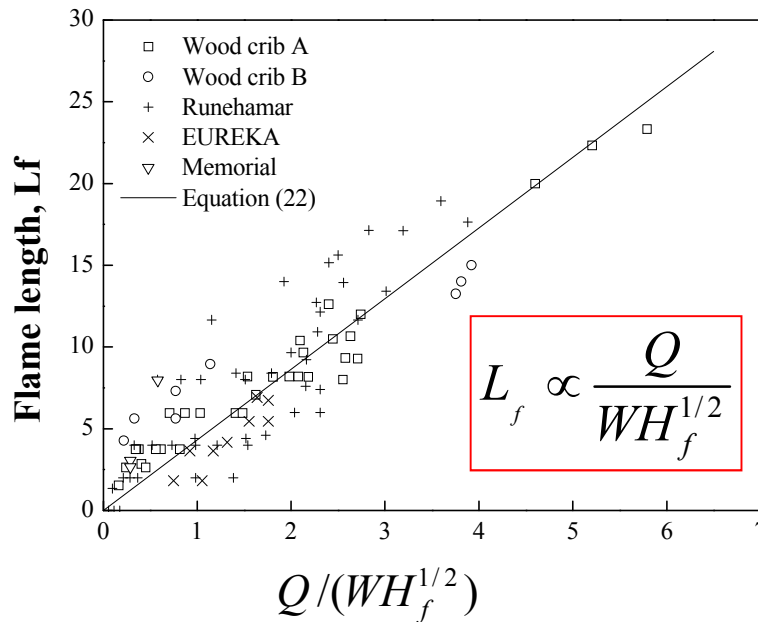 30
25
20
15
10
5
0
Flame length, Lf
Wood crib A
Wood crib B
Runehamar
EUREKA
Memorial
Equation (22)
L_f ∝ Q / WH_f^{1/2}
0 1 2 3 4 5 6 7
Q/(WH_f^{1/2})